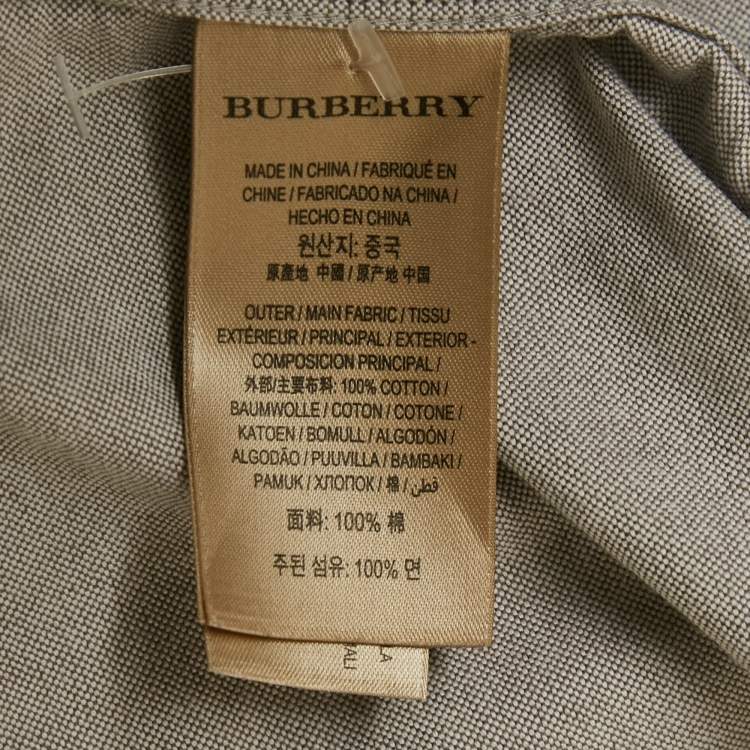 BURBERRY
MADE IN CHINA / FABRIQUÉ EN
CHINE / FABRICADO NA CHINA /
HECHO EN CHINA
원산지: 중국
原產地 中國 / 原产地 中国
OUTER / MAIN FABRIC / TISSU
EXTÉRIEUR / PRINCIPAL / EXTERIOR -
COMPOSICION PRINCIPAL /
外部/主要布料: 100% COTTON /
BAUMWOLLE / COTON / COTONE /
KATOEN / BOMULL / ALGODÓN /
ALGODÃO / PUUVILLA / BAMBAKI /
PAMUK / ХЛОПОК / 棉 / قطن
面料: 100% 棉
주된 섬유: 100% 면